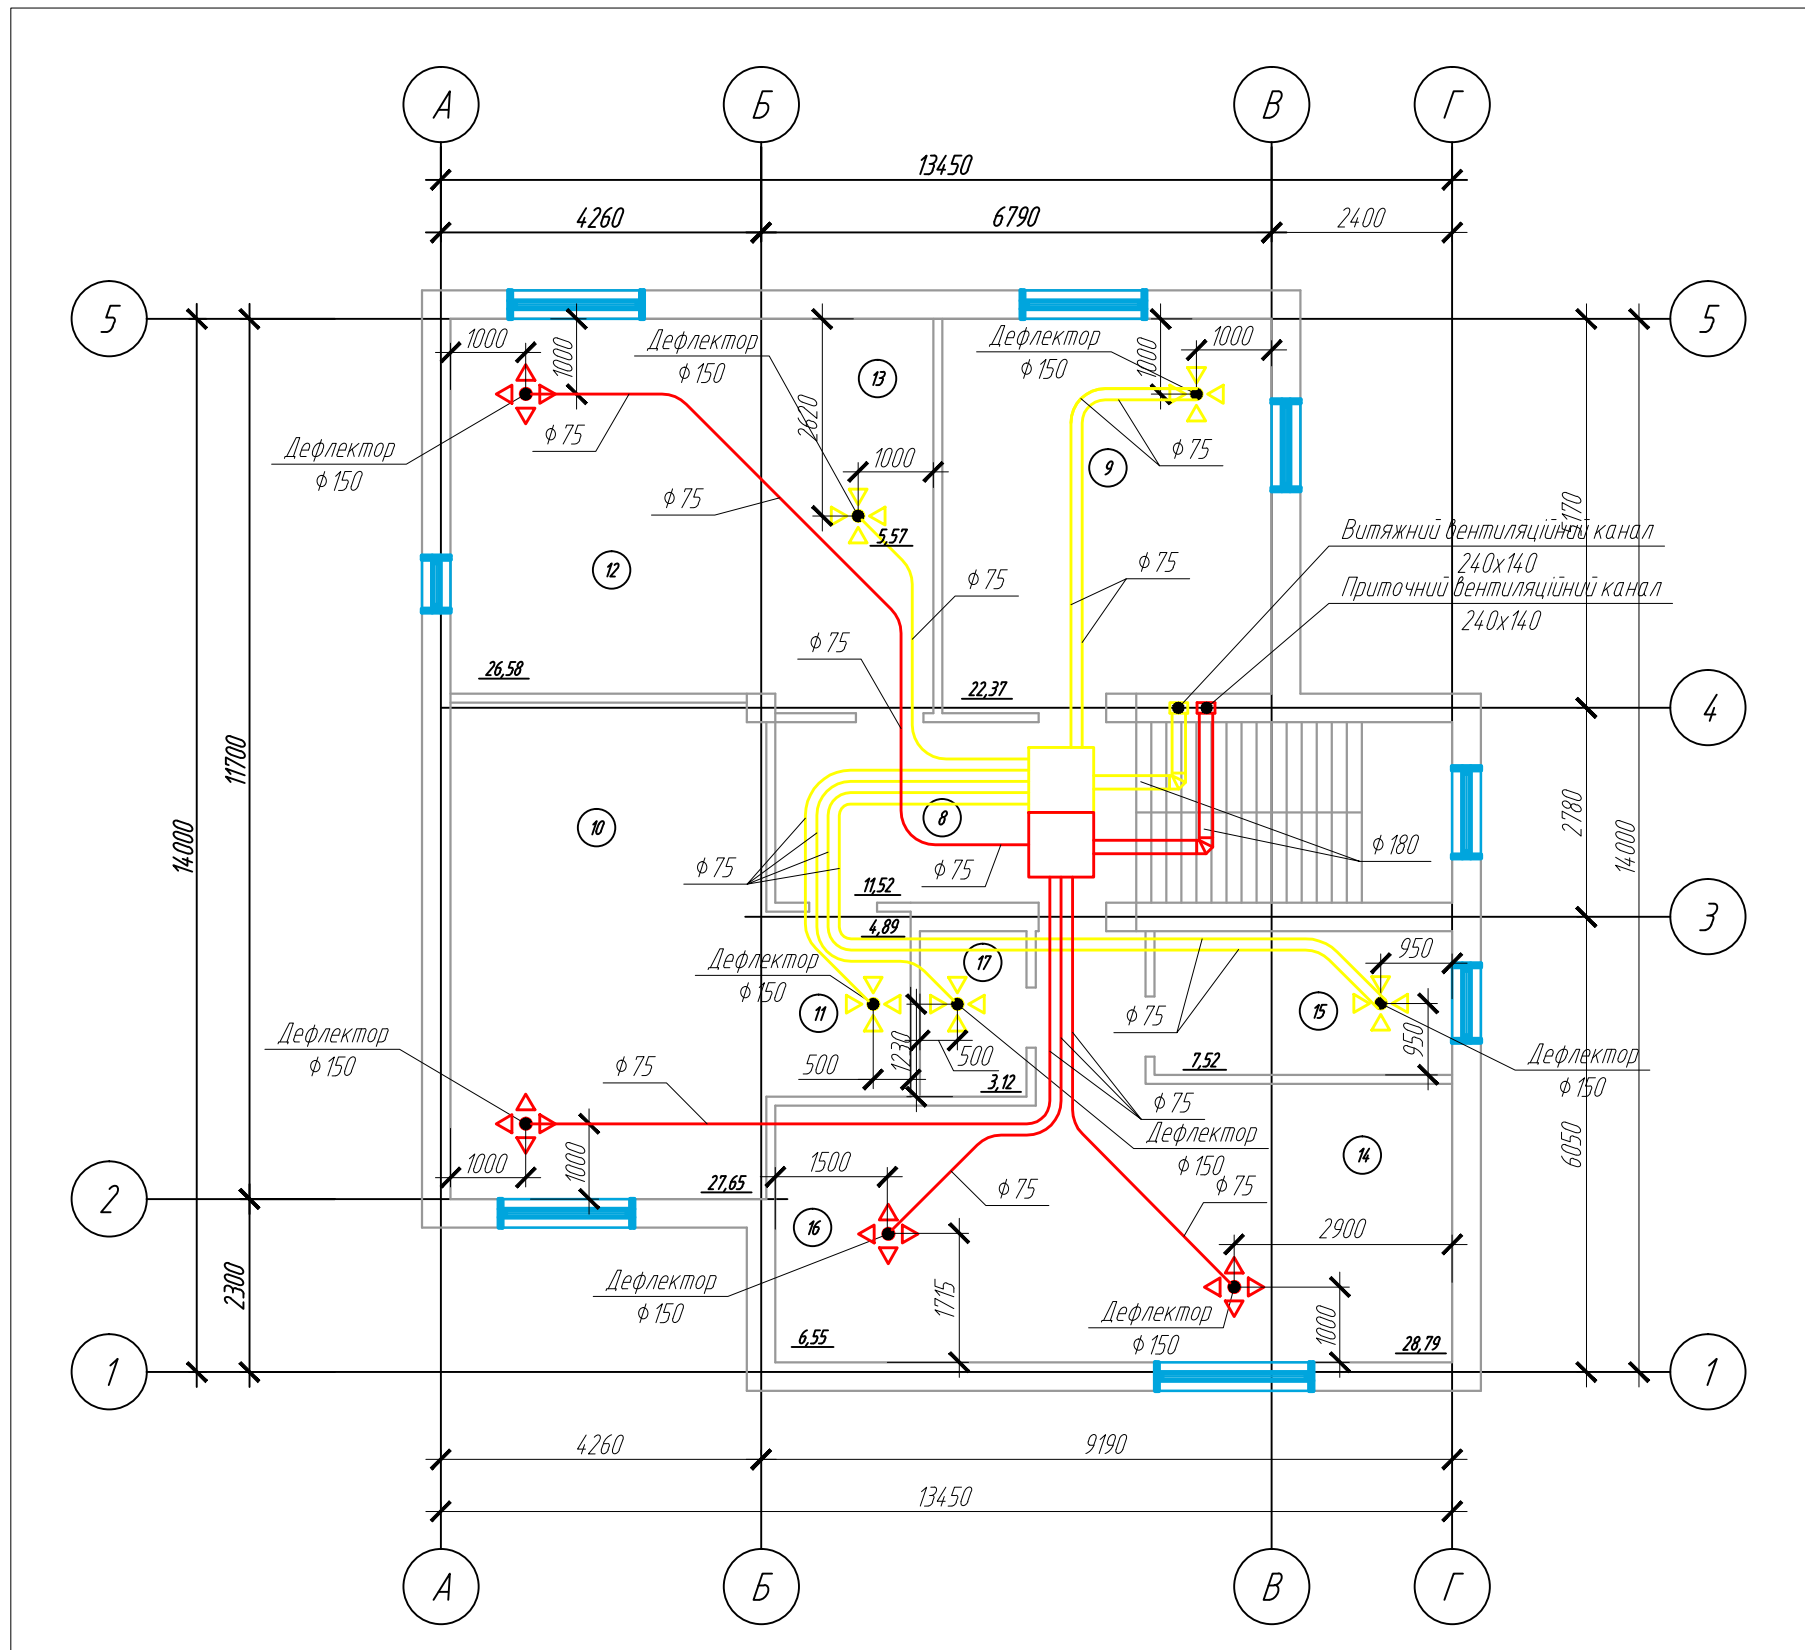 А
Б
В
Г
13450
4260
6790
2400
5
5
1000
1000
Дефлектор
ϕ 150
13
Дефлектор
ϕ 150
1000
1000
2620
Дефлектор
ϕ 150
ϕ 75
ϕ 75
1000
9
ϕ 75
5,57
12
ϕ 75
ϕ 75
5170
Витяжний вентиляційний канал
240х140
Приточний вентиляційний канал
240х140
ϕ 75
26,58
22,37
4
11700
14000
10
8
2780
14000
ϕ 75
ϕ 75
ϕ 180
11,52
4,89
3
Дефлектор
ϕ 150
17
950
11
15
ϕ 75
950
Дефлектор
ϕ 150
1230
500
500
Дефлектор
ϕ 150
ϕ 75
3,12
7,52
ϕ 75
Дефлектор
ϕ 150
14
6050
1000
1000
1500
27,65
ϕ 75
ϕ 75
2
16
2900
2300
Дефлектор
ϕ 150
1715
Дефлектор
ϕ 150
1000
6,55
28,79
1
1
4260
9190
13450
А
Б
В
Г